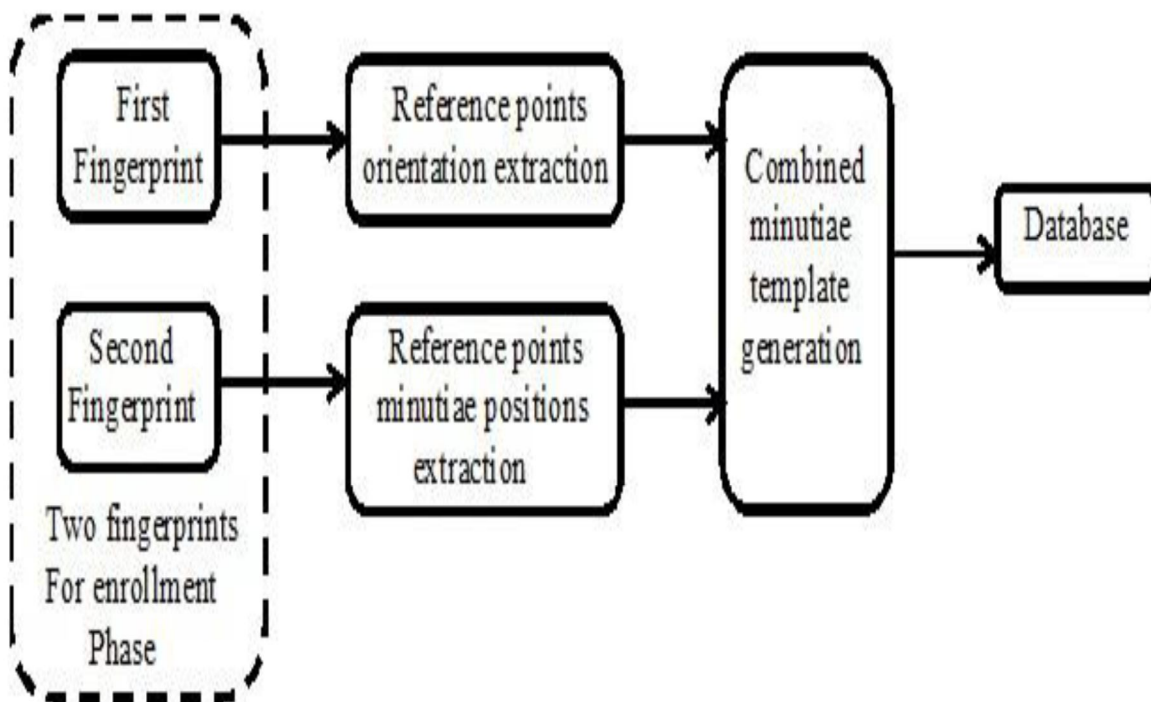 First
Fingerprint
Reference points
orientation extraction
Combined
minutiae
template
generation
Database
Second
Fingerprint
Reference points
minutiae positions
extraction
Two fingerprints
For enrollment
Phase